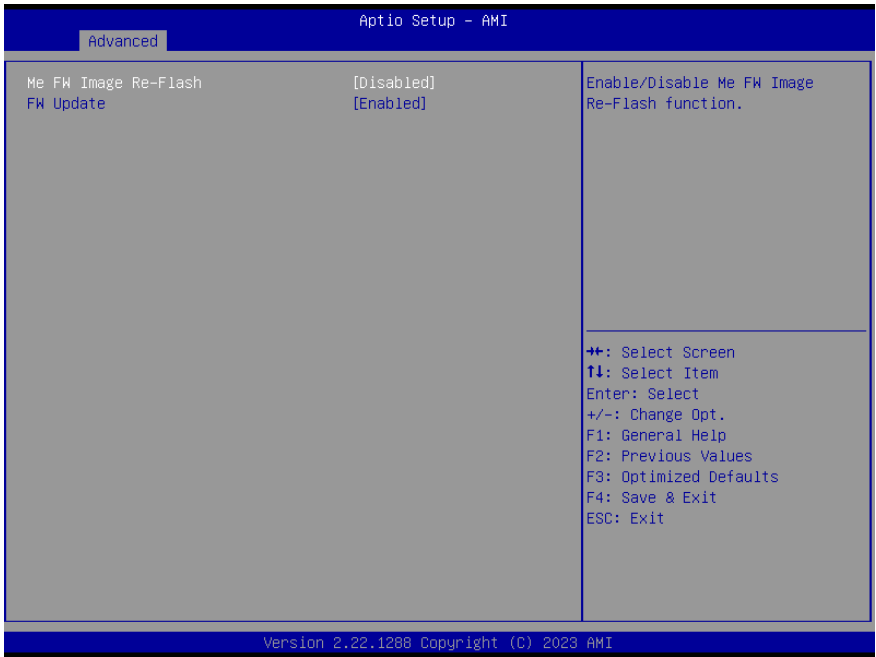 Aptio Setup - AMI
Advanced
Me FW Image Re-Flash [Disabled]
FW Update [Enabled]
Enable/Disable Me FW Image
Re-Flash function.
→←: Select Screen
↑↓: Select Item
Enter: Select
+/-: Change Opt.
F1: General Help
F2: Previous Values
F3: Optimized Defaults
F4: Save & Exit
ESC: Exit
Version 2.22.1288 Copyright (C) 2023 AMI